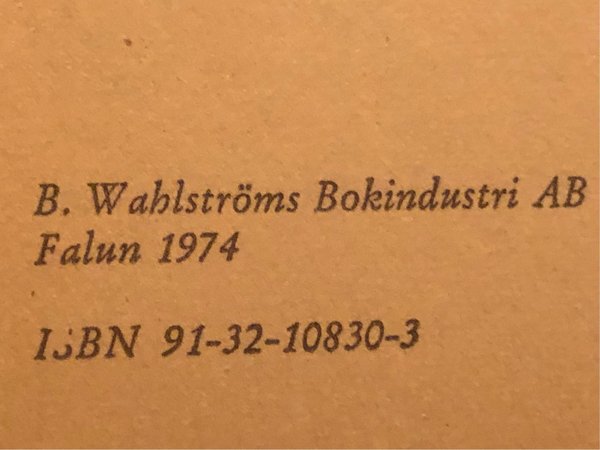 B. Wahlströms Bokindustri AB
Falun 1974
ISBN 91-32-10830-3